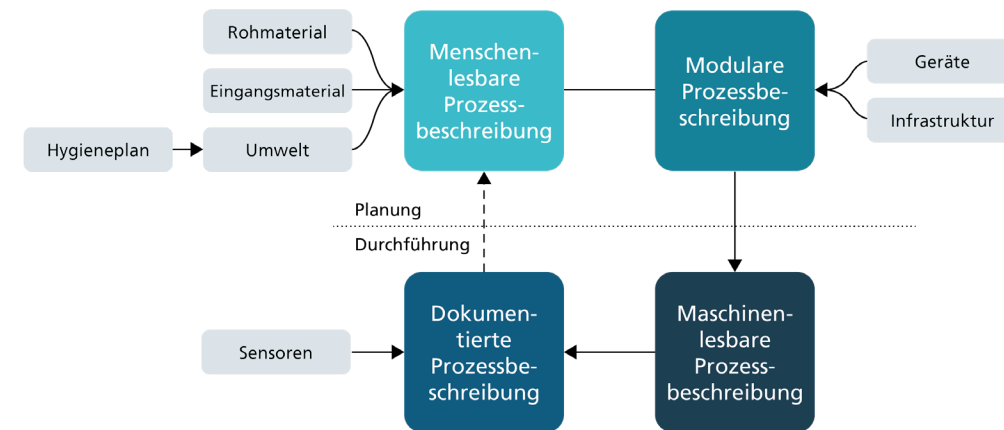 Rohmaterial
Eingangsmaterial
Hygieneplan
Umwelt
Menschen-
lesbare
Prozess-
beschreibung
Modulare
Prozessbe-
schreibung
Geräte
Infrastruktur
Planung
Durchführung
Sensoren
Dokumen-
tierte
Prozessbe-
schreibung
Maschinen-
lesbare
Prozess-
beschreibung